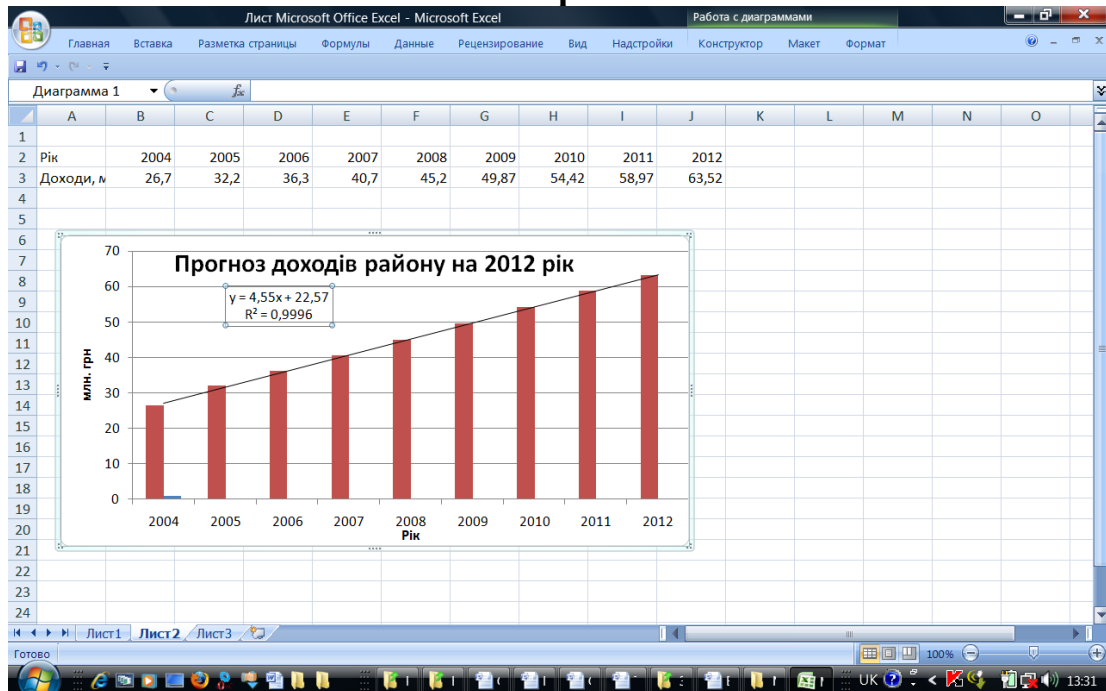 Лист Microsoft Office Excel - Microsoft Excel
Работа с диаграммами
Главная Вставка Разметка страницы Формулы Данные Рецензирование Вид Надстройки Конструктор Макет Формат
Диаграмма 1 fx
A B C D E F G H I J K L M N O
1
2 Рік 2004 2005 2006 2007 2008 2009 2010 2011 2012
3 Доходи, м 26,7 32,2 36,3 40,7 45,2 49,87 54,42 58,97 63,52
4
5
6
7
8
9
10
11
12
13
14
15
16
17
18
19
20
21
22
23
24
Прогноз доходів району на 2012 рік
y = 4,55x + 22,57
R² = 0,9996
млн. грн
70
60
50
40
30
20
10
0
2004 2005 2006 2007 2008 2009 2010 2011 2012
Рік
Лист1 Лист2 Лист3
Готово 100%
UK 13:31